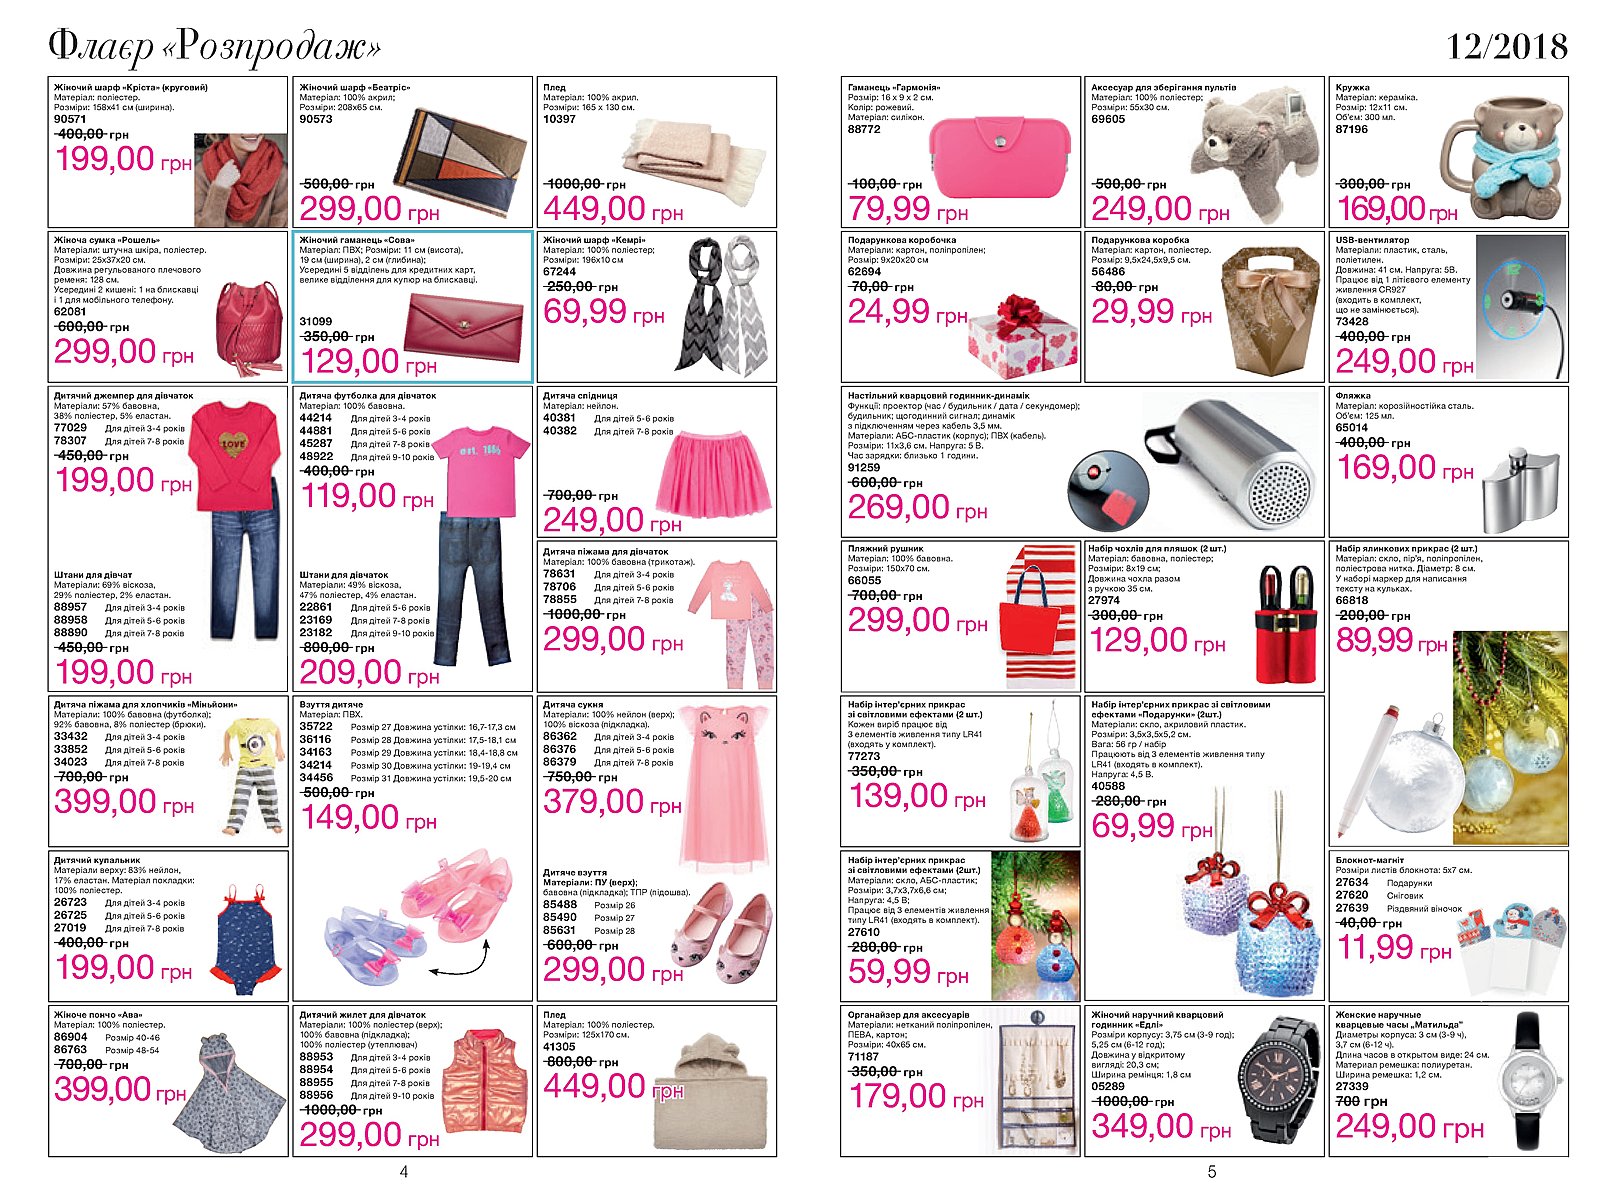 Флаєр «Розпродаж»
12/2018
Жіночий шарф «Кріста» (круговий)
Матеріал: поліестер.
Розміри: 158х41 см (ширина).
90571
400,00 грн
199,00 грн
Жіночий шарф «Беатріс»
Матеріал: 100% акрил;
Розміри: 208х65 см.
90573
500,00 грн
299,00 грн
Плед
Матеріал: 100% акрил.
Розміри: 165 х 130 см.
10397
1000,00 грн
449,00 грн
Жіноча сумка «Рошель»
Матеріали: штучна шкіра, поліестер.
Розміри: 25х37х20 см.
Довжина регульованого плечового
ременя: 128 см.
Усередині 2 кишені: 1 на блискавці
і 1 для мобільного телефону.
62081
600,00 грн
299,00 грн
Жіночий гаманець «Сова»
Матеріал: ПВХ; Розміри: 11 см (висота),
19 см (ширина), 2 см (глибина);
Усередині 5 відділень для кредитних карт,
велике відділення для купюр на блискавці.
31099
350,00 грн
129,00 грн
Жіночий шарф «Кемрі»
Матеріал: 100% поліестер;
Розміри: 196х10 см
67244
250,00 грн
69,99 грн
Дитячий джемпер для дівчаток
Матеріали: 57% бавовна,
38% поліестер, 5% еластан.
77029 Для дітей 3-4 років
78307 Для дітей 7-8 років
450,00 грн
199,00 грн
LOVE
Штани для дівчат
Матеріали: 69% віскоза,
29% поліестер, 2% еластан.
88957 Для дітей 3-4 років
88958 Для дітей 5-6 років
88890 Для дітей 7-8 років
450,00 грн
199,00 грн
Дитяча футболка для дівчаток
Матеріал: 100% бавовна.
44214 Для дітей 3-4 років
44881 Для дітей 5-6 років
45287 Для дітей 7-8 років
48922 Для дітей 9-10 років
400,00 грн
119,00 грн
Штани для дівчаток
Матеріали: 49% віскоза,
47% поліестер, 4% еластан.
22861 Для дітей 5-6 років
23169 Для дітей 7-8 років
23182 Для дітей 9-10 років
800,00 грн
209,00 грн
Дитяча спідниця
Матеріал: нейлон.
40381 Для дітей 5-6 років
40382 Для дітей 7-8 років
700,00 грн
249,00 грн
Дитяча піжама для дівчаток
Матеріал: 100% бавовна (трикотаж).
78631 Для дітей 3-4 років
78706 Для дітей 5-6 років
78855 Для дітей 7-8 років
1000,00 грн
299,00 грн
Дитяча піжама для хлопчиків «Міньйони»
Матеріали: 100% бавовна (футболка);
92% бавовна, 8% поліестер (брюки).
33432 Для дітей 3-4 років
33852 Для дітей 5-6 років
34023 Для дітей 7-8 років
700,00 грн
399,00 грн
Взуття дитяче
Матеріал: ПВХ.
35722 Розмір 27 Довжина устілки: 16,7-17,3 см
36116 Розмір 28 Довжина устілки: 17,5-18,1 см
34163 Розмір 29 Довжина устілки: 18,4-18,8 см
34214 Розмір 30 Довжина устілки: 19-19,4 см
34456 Розмір 31 Довжина устілки: 19,5-20 см
500,00 грн
149,00 грн
Дитяча сукня
Матеріали: 100% нейлон (верх);
100% віскоза (підкладка).
86362 Для дітей 3-4 років
86376 Для дітей 5-6 років
86379 Для дітей 7-8 років
750,00 грн
379,00 грн
Дитяче взуття
Матеріали: ПУ (верх);
бавовна (підкладка); ТПР (підошва).
85488 Розмір 26
85490 Розмір 27
85631 Розмір 28
600,00 грн
299,00 грн
Дитячий купальник
Матеріали верху: 83% нейлон,
17% еластан. Матеріал покладки:
100% поліестер.
26723 Для дітей 3-4 років
26725 Для дітей 5-6 років
27019 Для дітей 7-8 років
400,00 грн
199,00 грн
Жіноче пончо «Ава»
Матеріал: 100% поліестер.
86904 Розмір 40-46
86763 Розмір 48-54
700,00 грн
399,00 грн
Дитячий жилет для дівчаток
Матеріали: 100% поліестер (верх);
100% бавовна (підкладка);
100% поліестер (утеплювач)
88953 Для дітей 3-4 років
88954 Для дітей 5-6 років
88955 Для дітей 7-8 років
88956 Для дітей 9-10 років
1000,00 грн
299,00 грн
Плед
Матеріал: 100% поліестер.
Розміри: 125х170 см.
41305
800,00 грн
449,00 грн
4
Гаманець «Гармонія»
Розмір: 16 х 9 х 2 см.
Колір: рожевий.
Матеріал: силікон.
88772
100,00 грн
79,99 грн
Аксесуар для зберігання пультів
Матеріал: 100% поліестер;
Розміри: 55х30 см.
69605
500,00 грн
249,00 грн
Кружка
Матеріал: кераміка.
Розмір: 12х11 см.
Об'єм: 300 мл.
87196
300,00 грн
169,00 грн
Подарункова коробочка
Матеріали: картон, поліпропілен;
Розмір: 9х20х20 см
62694
70,00 грн
24,99 грн
Подарункова коробка
Матеріал: картон, поліестер.
Розмір: 9,5х24,5х9,5 см.
56486
80,00 грн
29,99 грн
USB-вентилятор
Матеріали: пластик, сталь,
поліетилен.
Довжина: 41 см. Напруга: 5В.
Працює від 1 літієвого елементу
живлення CR927
(входить в комплект,
що не замінюється).
73428
400,00 грн
249,00 грн
Настільний кварцовий годинник-динамік
Функції: проектор (час / будильник / дата / секундомер);
будильник; щогодинний сигнал; динамік
з підключенням через кабель 3,5 мм.
Матеріали: АБС-пластик (корпус); ПВХ (кабель).
Розміри: 11х3,6 см. Напруга: 5 В.
Час зарядки: близько 1 години.
91259
600,00 грн
269,00 грн
Фляжка
Матеріал: корозійностійка сталь.
Об'єм: 125 мл.
65014
400,00 грн
169,00 грн
Пляжний рушник
Матеріал: 100% бавовна.
Розміри: 150х70 см.
66055
700,00 грн
299,00 грн
Набір чохлів для пляшок (2 шт.)
Матеріал: бавовна, поліестер;
Розміри: 8х19 см;
Довжина чохла разом
з ручкою 35 см.
27974
300,00 грн
129,00 грн
Набір ялинкових прикрас (2 шт.)
Матеріал: скло, пір'я, поліпропілен,
поліестрова нитка. Діаметр: 8 см.
У наборі маркер для написання
тексту на кульках.
66818
200,00 грн
89,99 грн
Набір інтер'єрних прикрас
зі світловими ефектами (2 шт.)
Кожен виріб працює від
3 елементів живлення типу LR41
(входять у комплект).
77273
350,00 грн
139,00 грн
Набір інтер'єрних прикрас зі світловими
ефектами «Подарунки» (2шт.)
Матеріали: скло, акриловий пластик.
Розміри: 3,5х3,5х5,2 см.
Вага: 56 гр / набір
Працюють від 3 елементів живлення типу
LR41 (входять в комплект).
Напруга: 4,5 В.
40588
280,00 грн
69,99 грн
Набір інтер'єрних прикрас
зі світловими ефектами (2шт.)
Матеріали: скло, АБС-пластик;
Розміри: 3,7х3,7х6,6 см;
Напруга: 4,5 В;
Працює від 3 елементів живлення
типу LR41 (входять в комплект).
27610
280,00 грн
59,99 грн
Блокнот-магніт
Розміри листів блокнота: 5х7 см.
27634 Подарунки
27620 Сніговик
27639 Різдвяний віночок
40,00 грн
11,99 грн
Органайзер для аксесуарів
Матеріали: нетканий поліпропілен,
ПЕВА, картон;
Розміри: 40х65 см.
71187
350,00 грн
179,00 грн
Жіночий наручний кварцовий
годинник «Едлі»
Розміри корпусу: 3,75 см (3-9 год);
5,25 см (6-12 год);
Довжина у відкритому
вигляді: 20,3 см;
Ширина ремінця: 1,8 см
05289
1000,00 грн
349,00 грн
Женские наручные
кварцевые часы „Матильда"
Диаметры корпуса: 3 см (3-9 ч),
3,7 см (6-12 ч).
Длина часов в открытом виде: 24 см.
Материал ремешка: полиуретан.
Ширина ремешка: 1,2 см.
27339
700 грн
249,00 грн
5